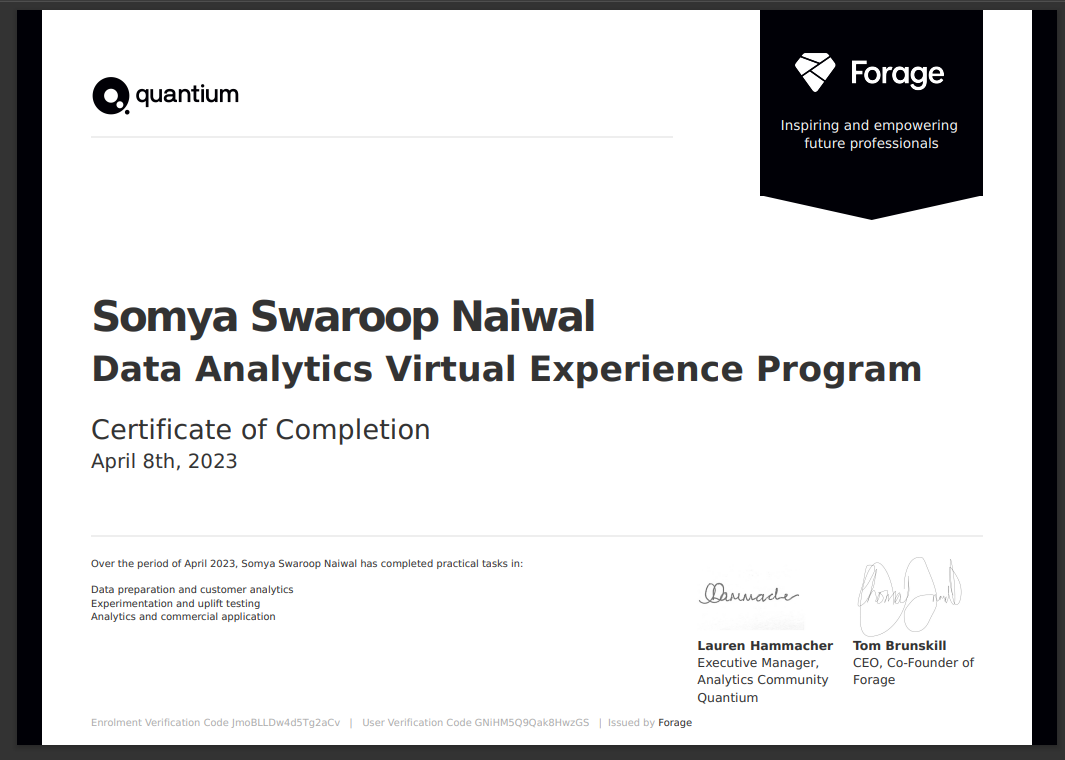 quantium
Forage
Inspiring and empowering
future professionals
Somya Swaroop Naiwal
Data Analytics Virtual Experience Program
Certificate of Completion
April 8th, 2023
Over the period of April 2023, Somya Swaroop Naiwal has completed practical tasks in:
Data preparation and customer analytics
Experimentation and uplift testing
Analytics and commercial application
Lauren Hammacher
Executive Manager,
Analytics Community
Quantium
Tom Brunskill
CEO, Co-Founder of
Forage
Enrolment Verification Code JmoBLLDw4d5Tg2aCv | User Verification Code GNiHM5Q9Qak8HwzGS | Issued by Forage